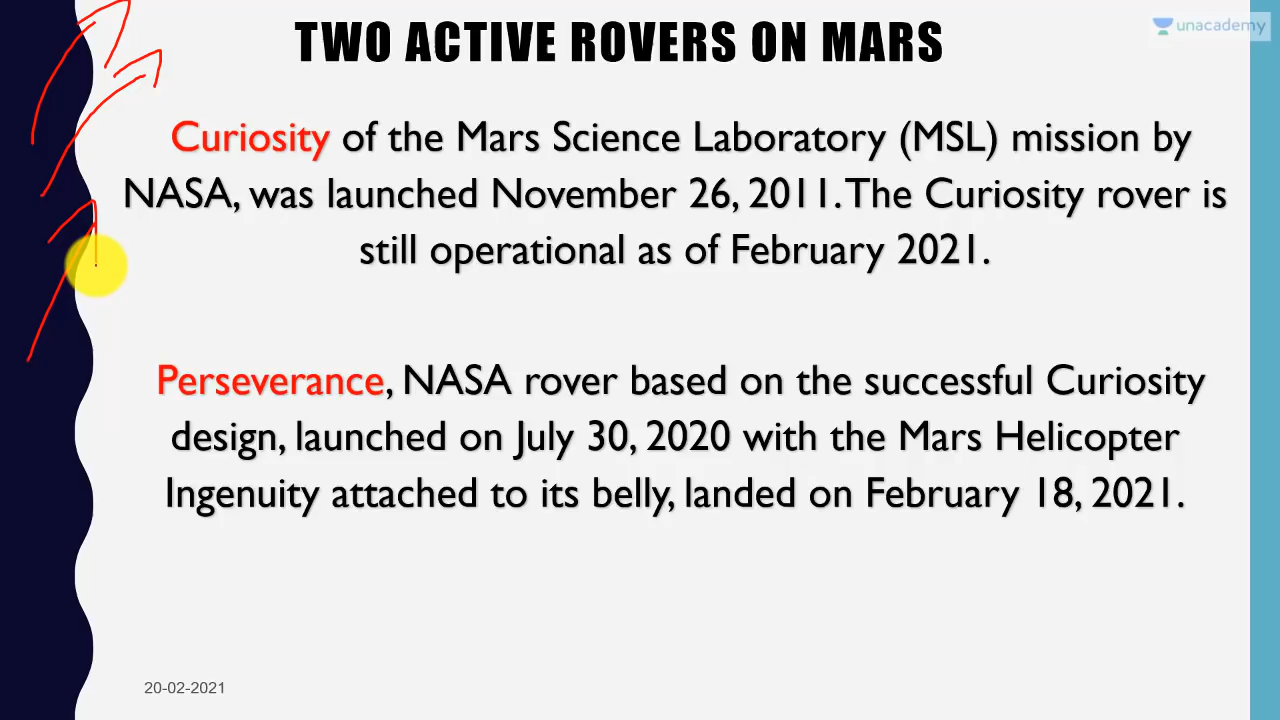 TWO ACTIVE ROVERS ON MARS
unacademy
Curiosity of the Mars Science Laboratory (MSL) mission by
NASA, was launched November 26, 2011. The Curiosity rover is
still operational as of February 2021.
Perseverance, NASA rover based on the successful Curiosity
design, launched on July 30, 2020 with the Mars Helicopter
Ingenuity attached to its belly, landed on February 18, 2021.
20-02-2021